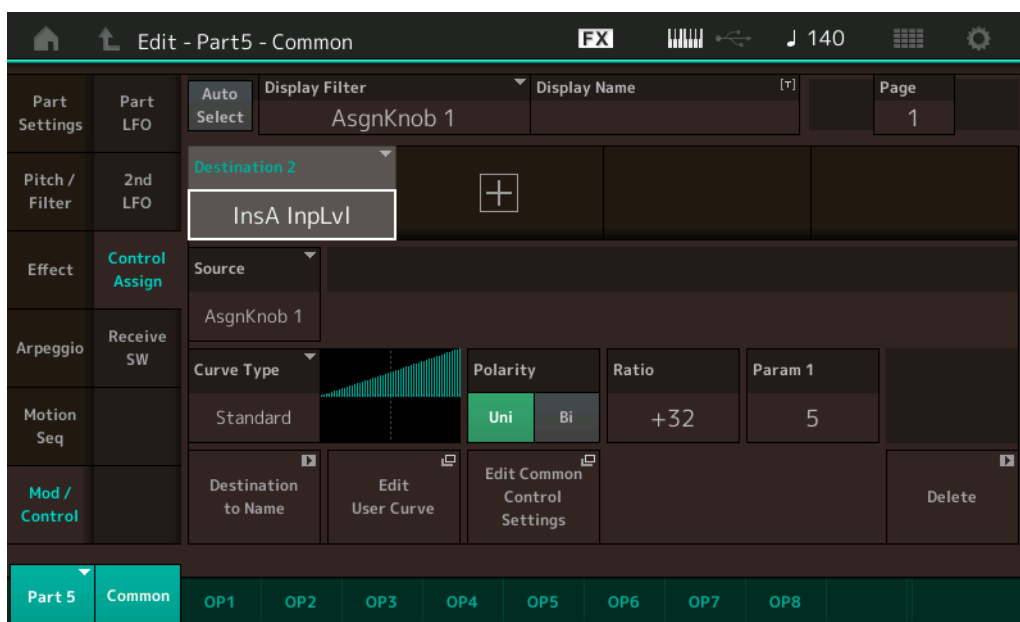 Edit - Part5 - Common
FX
♩ 140
Part
Settings
Part
LFO
Auto
Select
Display Filter
AsgnKnob 1
Display Name
[T]
Page
1
Pitch /
Filter
2nd
LFO
Destination 2
InsA InpLvl
Effect
Control
Assign
Source
AsgnKnob 1
Arpeggio
Receive
SW
Curve Type
Standard
Polarity
Uni
Bi
Ratio
+32
Param 1
5
Motion
Seq
Mod /
Control
Destination
to Name
Edit
User Curve
Edit Common
Control
Settings
Delete
Part 5
Common
OP1
OP2
OP3
OP4
OP5
OP6
OP7
OP8